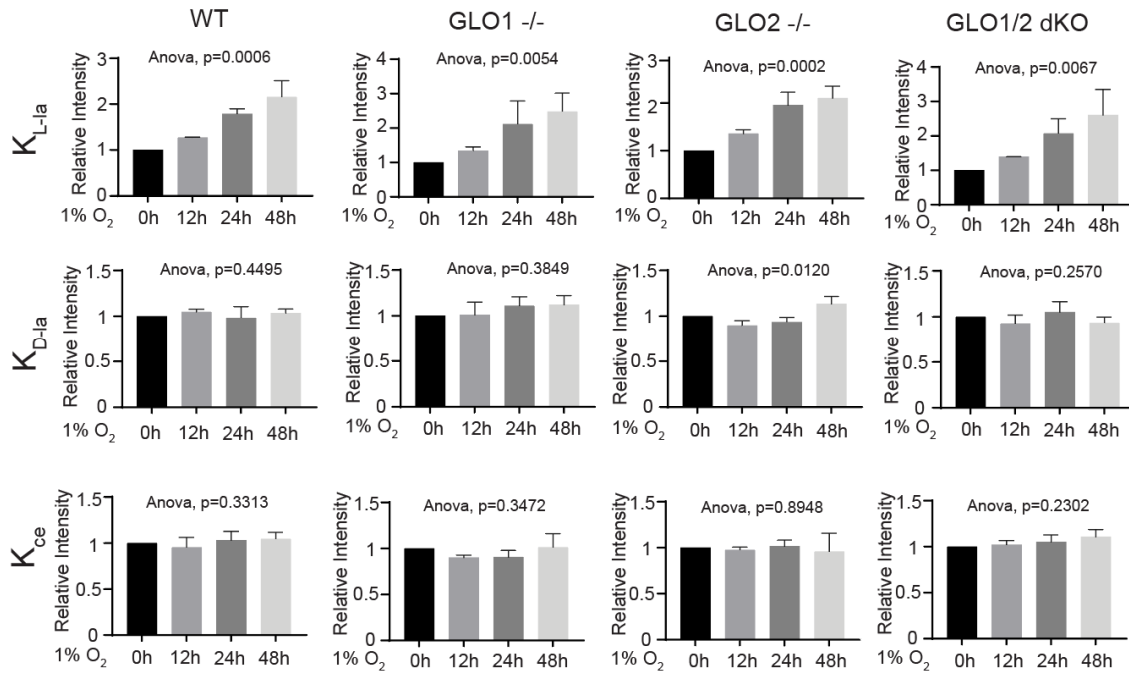 WT GLO1 -/- GLO2 -/- GLO1/2 dKO
K_L-la
Relative Intensity
3
2
1
0
Anova, p=0.0006
1% O₂ 0h 12h 24h 48h
Relative Intensity
4
3
2
1
0
Anova, p=0.0054
1% O₂ 0h 12h 24h 48h
Relative Intensity
3
2
1
0
Anova, p=0.0002
1% O₂ 0h 12h 24h 48h
Relative Intensity
4
3
2
1
0
Anova, p=0.0067
1% O₂ 0h 12h 24h 48h
K_D-la
Relative Intensity
1.5
1
0.5
0
Anova, p=0.4495
1% O₂ 0h 12h 24h 48h
Relative Intensity
1.5
1
0.5
0
Anova, p=0.3849
1% O₂ 0h 12h 24h 48h
Relative Intensity
1.5
1
0.5
0
Anova, p=0.0120
1% O₂ 0h 12h 24h 48h
Relative Intensity
1.5
1
0.5
0
Anova, p=0.2570
1% O₂ 0h 12h 24h 48h
K_ce
Relative Intensity
1.5
1
0.5
0
Anova, p=0.3313
1% O₂ 0h 12h 24h 48h
Relative Intensity
1.5
1
0.5
0
Anova, p=0.3472
1% O₂ 0h 12h 24h 48h
Relative Intensity
1.5
1
0.5
0
Anova, p=0.8948
1% O₂ 0h 12h 24h 48h
Relative Intensity
1.5
1
0.5
0
Anova, p=0.2302
1% O₂ 0h 12h 24h 48h